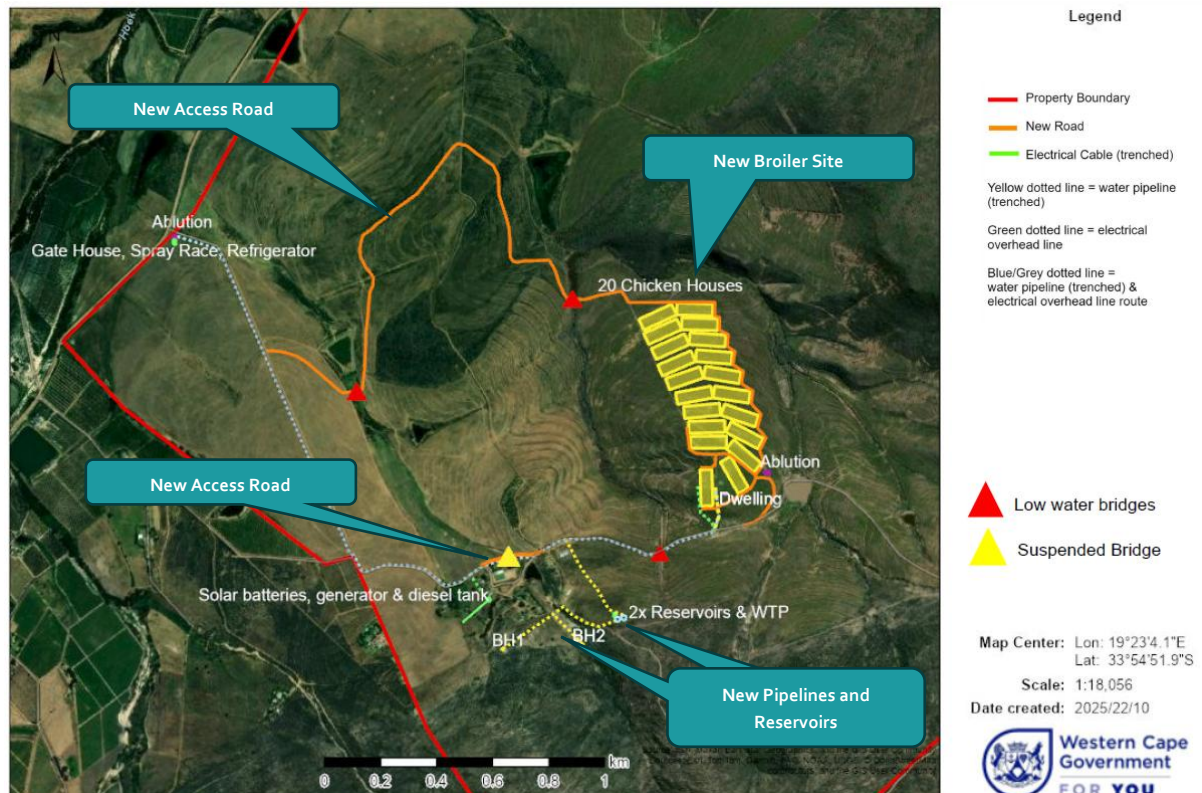 Hoek
N
New Access Road
New Broiler Site
Ablution
Gate House, Spray Race, Refrigerator
20 Chicken Houses
New Access Road
Ablution
Dwelling
Solar batteries, generator & diesel tank
2x Reservoirs & WTP
BH1
BH2
New Pipelines and
Reservoirs
km
0
0.2
0.4
0.6
0.8
1
Legend
Property Boundary
New Road
Electrical Cable (trenched)
Yellow dotted line = water pipeline
(trenched)
Green dotted line = electrical
overhead line
Blue/Grey dotted line =
water pipeline (trenched) &
electrical overhead line route
Low water bridges
Suspended Bridge
Map Center: Lon: 19°23'4.1"E
Lat: 33°54'51.9"S
Scale: 1:18,056
Date created: 2025/22/10
Western Cape
Government
FOR YOU